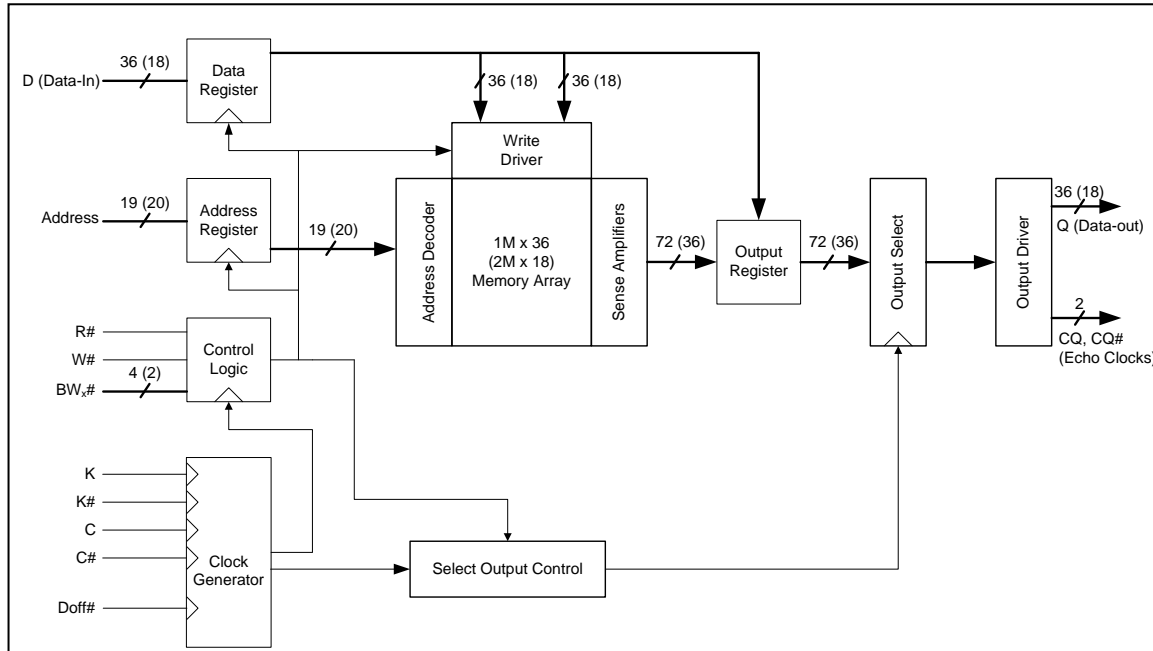 D (Data-In)
36 (18)
Data
Register
36 (18)
36 (18)
Write
Driver
Address
19 (20)
Address
Register
19 (20)
Address Decoder
1M x 36
(2M x 18)
Memory Array
Sense Amplifiers
72 (36)
Output
Register
72 (36)
Output Select
Output Driver
36 (18)
Q (Data-out)
2
CQ, CQ#
(Echo Clocks)
R#
W#
4 (2)
BWx#
Control
Logic
K
K#
C
C#
Doff#
Clock
Generator
Select Output Control